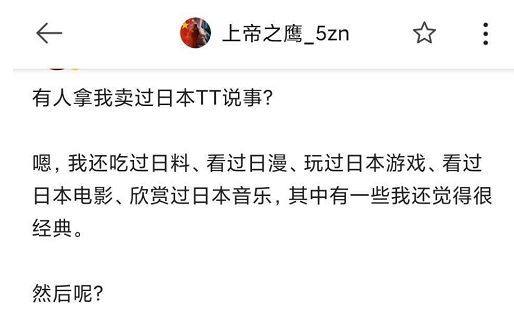 上帝之鹰_5zn
有人拿我卖过日本TT说事?
嗯,我还吃过日料、看过日漫、玩过日本游戏、看过
日本电影、欣赏过日本音乐,其中有一些我还觉得很
经典。
然后呢?